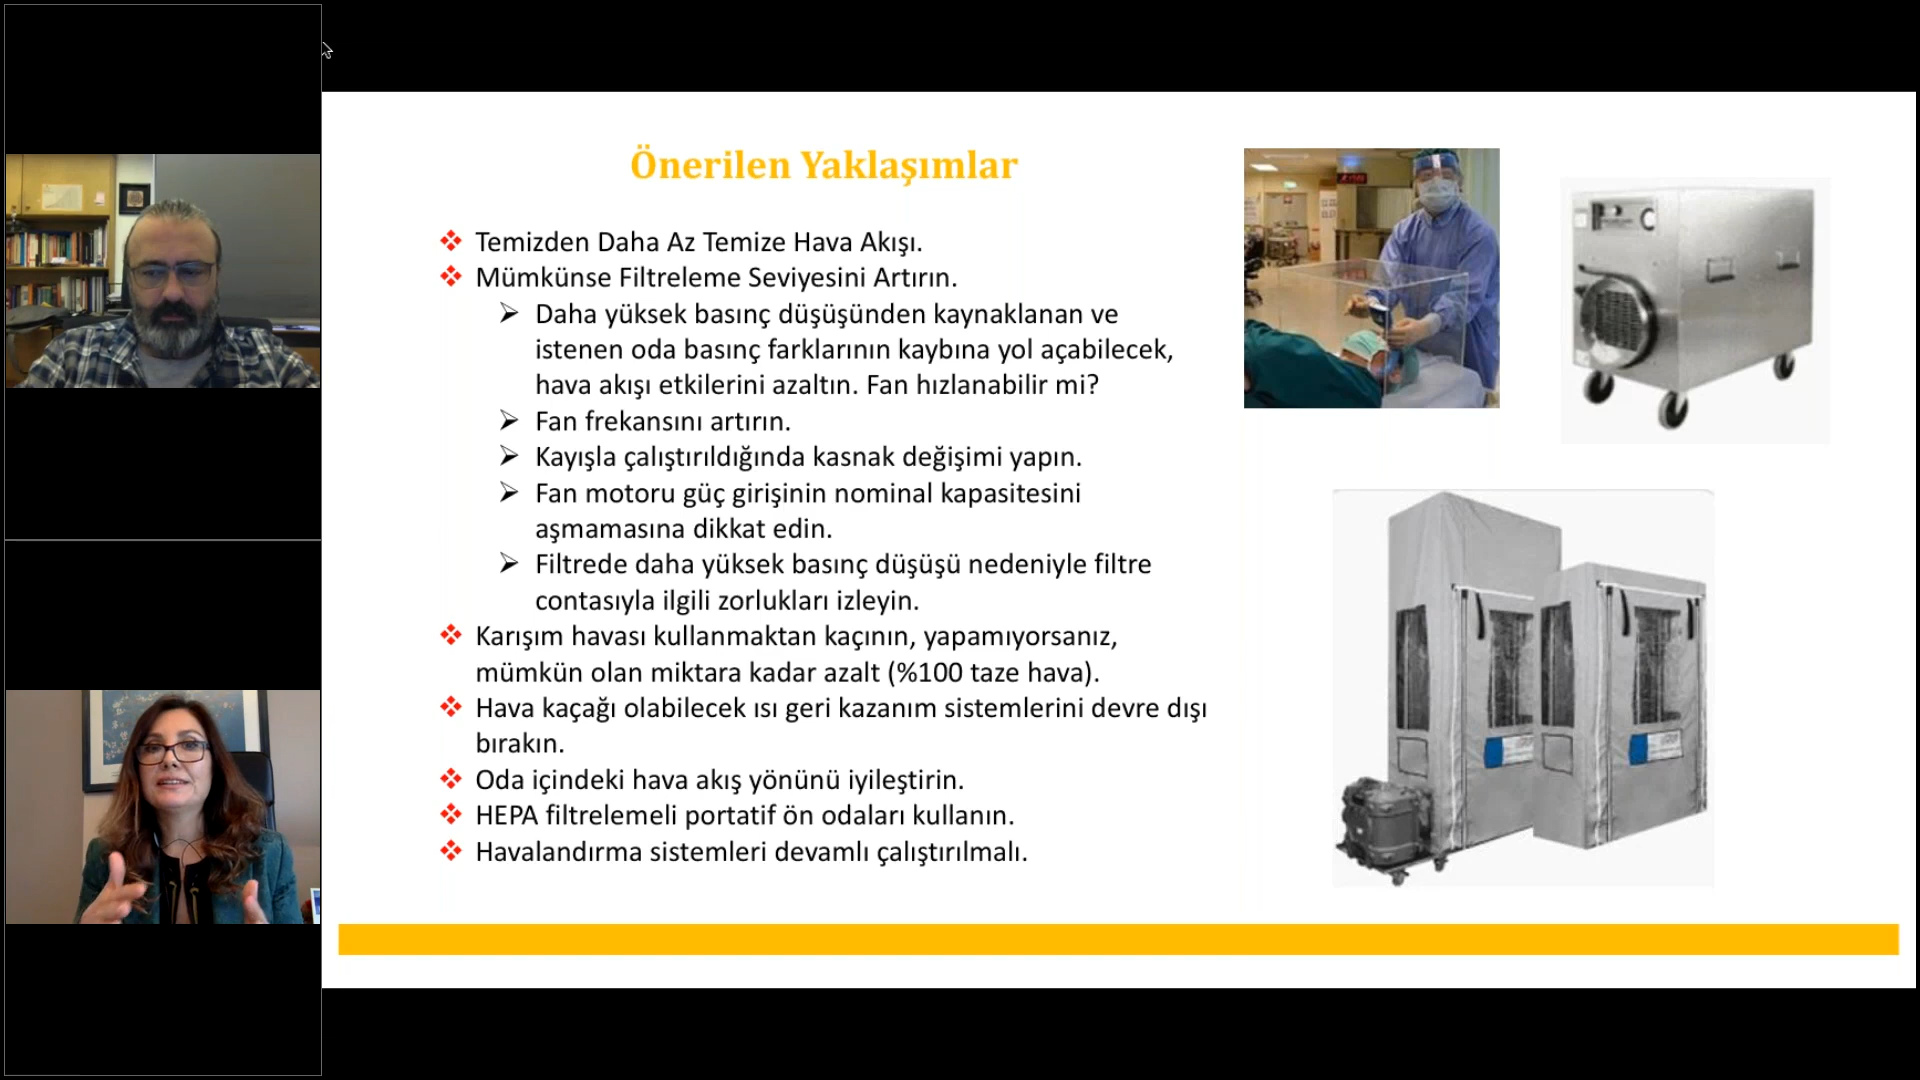 Önerilen Yaklaşımlar
Temizden Daha Az Temize Hava Akışı.
Mümkünse Filtreleme Seviyesini Artırın.
Daha yüksek basınç düşüşünden kaynaklanan ve
istenen oda basınç farklarının kaybına yol açabilecek,
hava akışı etkilerini azaltın. Fan hızlanabilir mi?
Fan frekansını artırın.
Kayışla çalıştırıldığında kasnak değişimi yapın.
Fan motoru güç girişinin nominal kapasitesini
aşmamasına dikkat edin.
Filtrede daha yüksek basınç düşüşü nedeniyle filtre
contasıyla ilgili zorlukları izleyin.
Karışım havası kullanmaktan kaçının, yapamıyorsanız,
mümkün olan miktara kadar azalt (%100 taze hava).
Hava kaçağı olabilecek ısı geri kazanım sistemlerini devre dışı
bırakın.
Oda içindeki hava akış yönünü iyileştirin.
HEPA filtrelemeli portatif ön odaları kullanın.
Havalandırma sistemleri devamlı çalıştırılmalı.